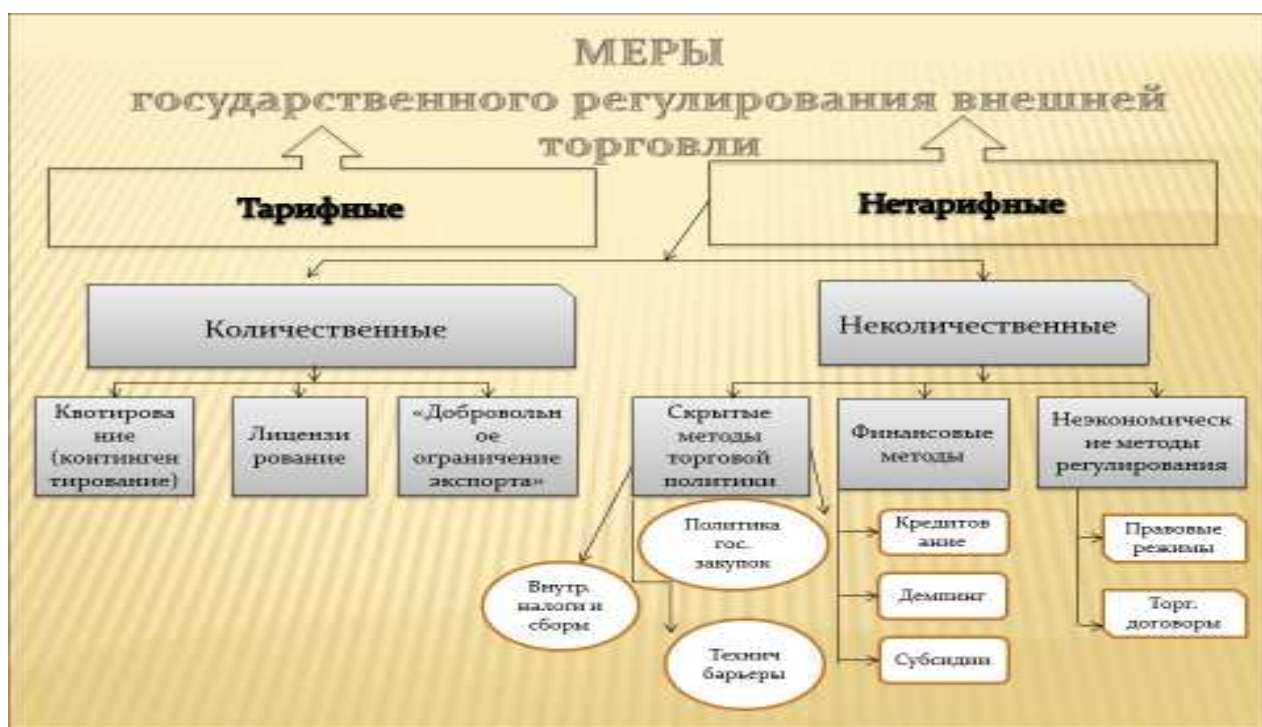 МЕРЫ
государственного регулирования внешней
торговли
Тарифные
Нетарифные
Количественные
Неколичественные
Квотирова
ние
(континген
тирование)
Лицензи
рование
«Добровольн
ое
ограничение
экспорта»
Скрытые
методы
торговой
политики
Финансовые
методы
Неэкономическ
ие методы
регулирования
Политика
гос.
закупок
Внутр.
налоги и
сборы
Технич
барьеры
Кредитов
ание
Демпинг
Субсидии
Правовые
режимы
Торг.
договоры